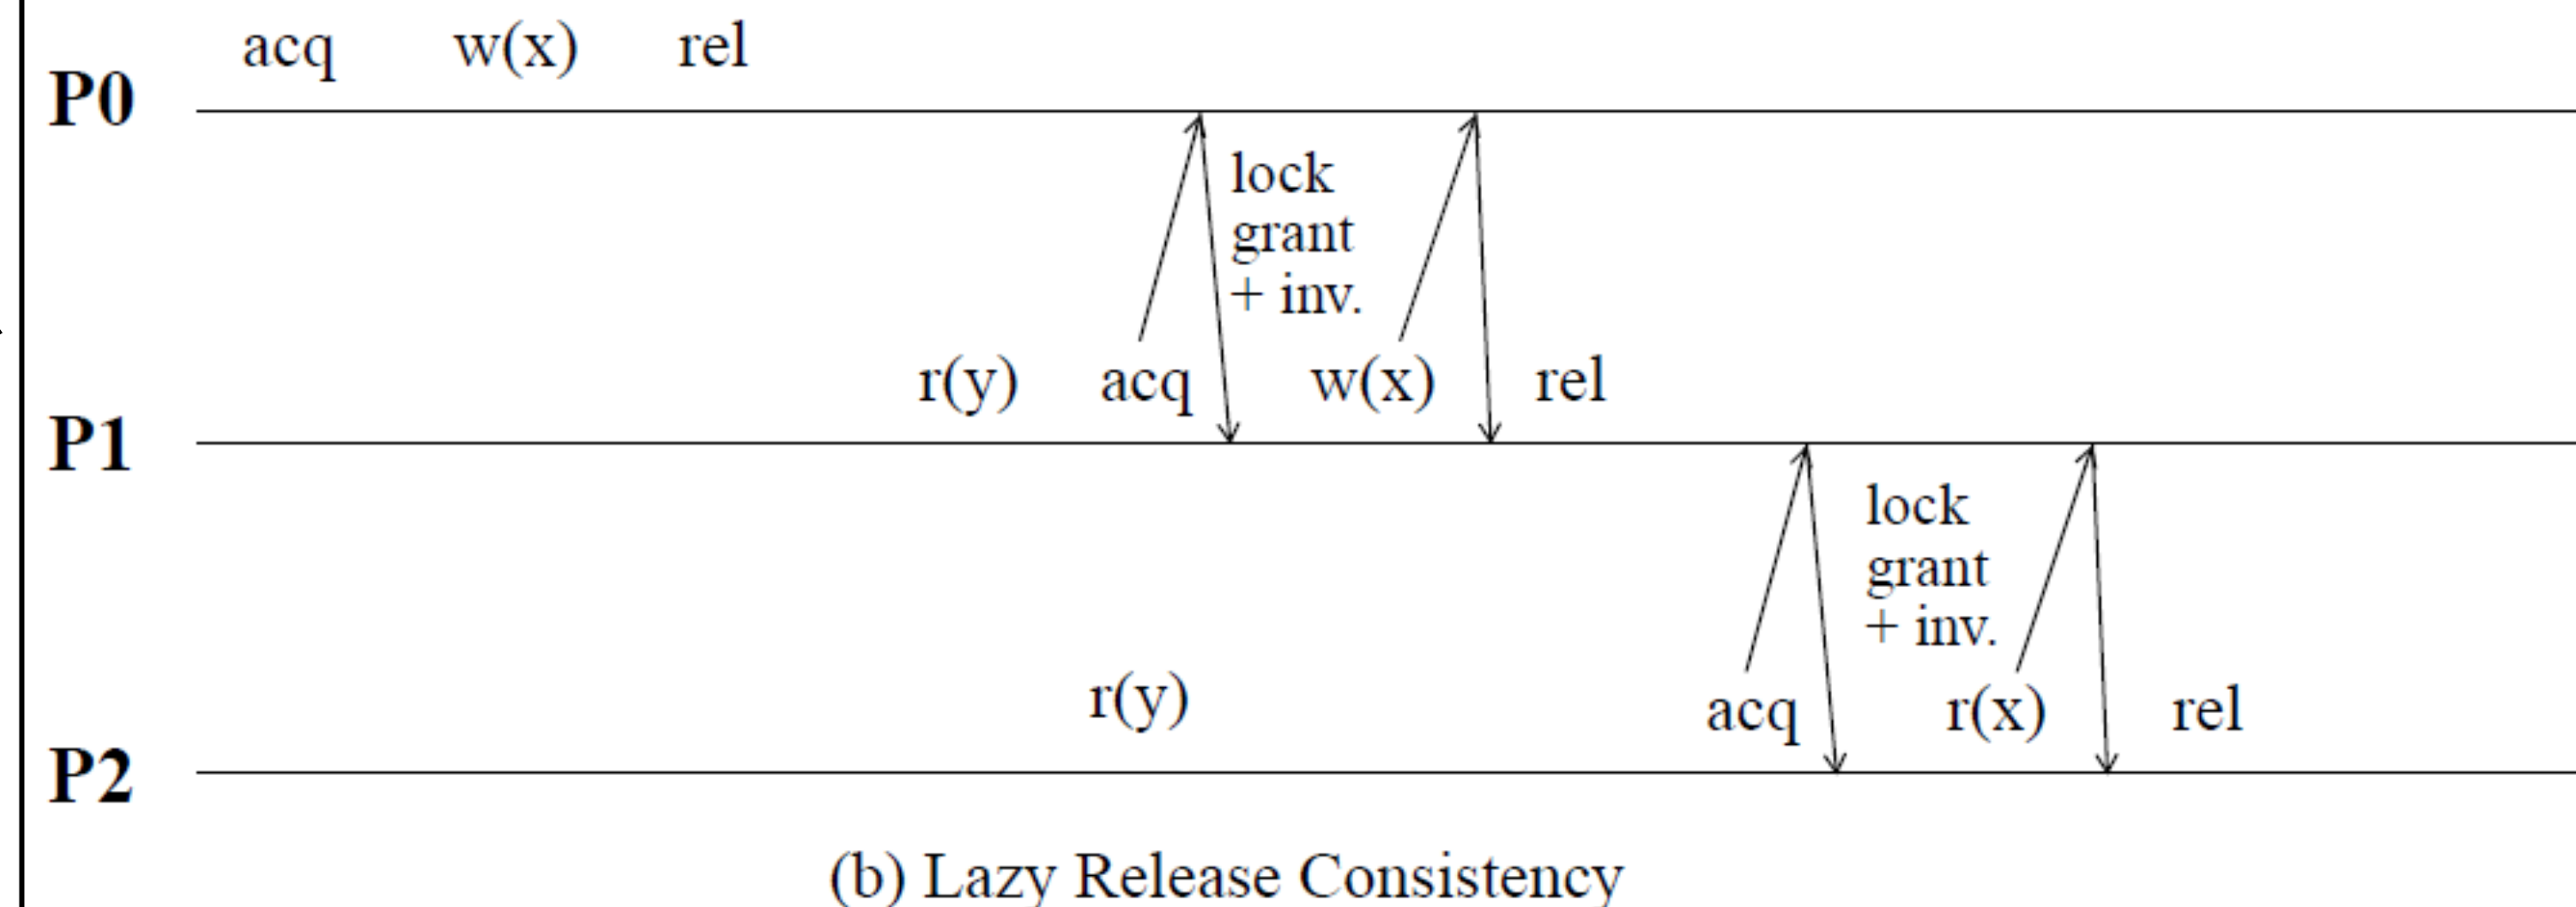 acq w(x) rel
P0
lock
grant
+ inv.
r(y) acq w(x) rel
P1
lock
grant
+ inv.
r(y) acq r(x) rel
P2
(b) Lazy Release Consistency